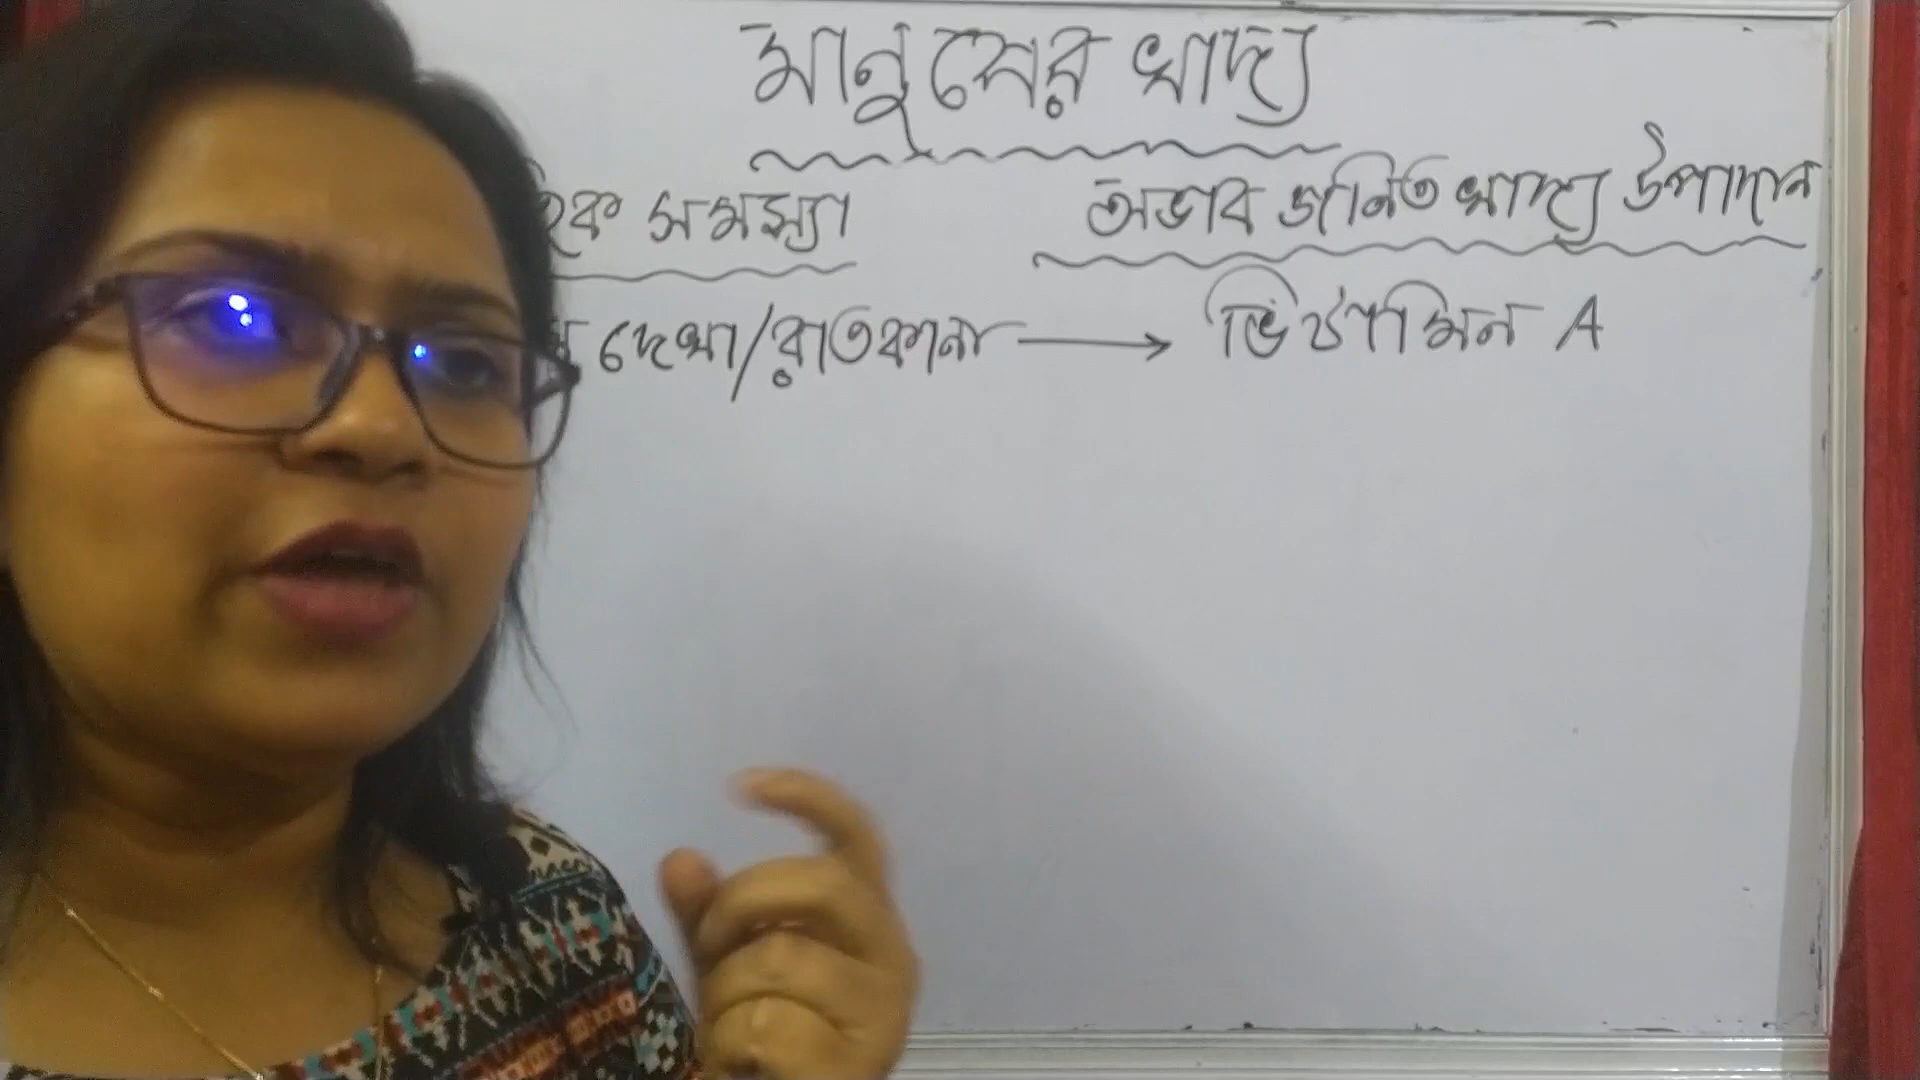 মানুষের খাদ্য
সমস্যা অভাব জনিত খাদ্য উপাদান
দেখা/রাতকানা → ভিটামিন A